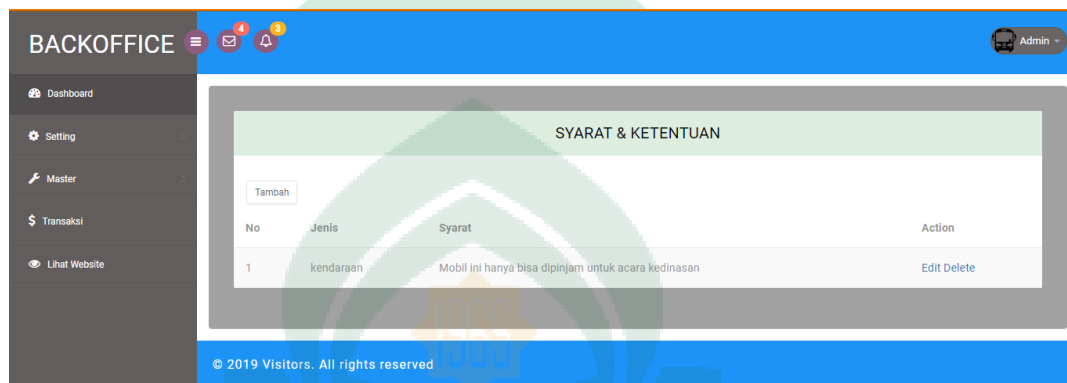 BACKOFFICE
4
3
Admin
Dashboard
Setting
Master
Transaksi
Lihat Website
SYARAT & KETENTUAN
Tambah
No Jenis Syarat Action
1 kendaraan Mobil ini hanya bisa dipinjam untuk acara kedinasan Edit Delete
1969
© 2019 Visitors. All rights reserved